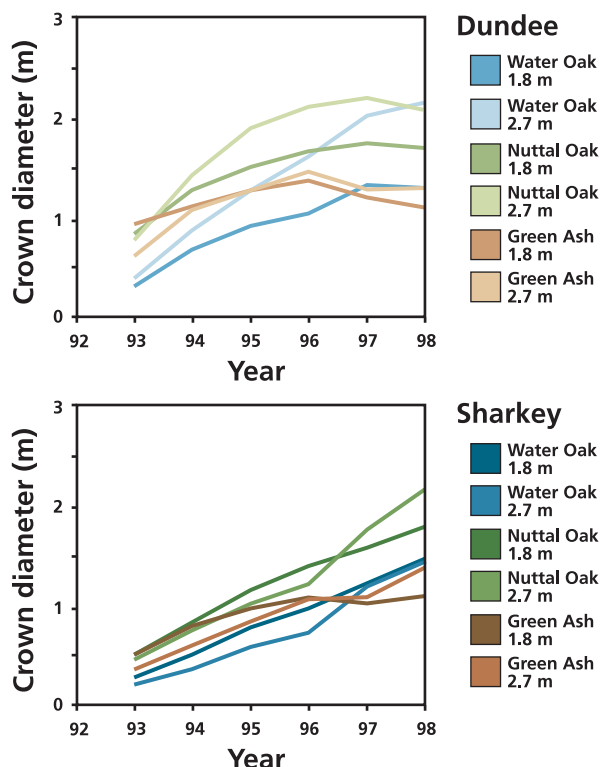 Dundee
Crown diameter (m)
3
2
1
0
92
93
94
95
96
97
98
Year
Water Oak
1.8 m
Water Oak
2.7 m
Nuttal Oak
1.8 m
Nuttal Oak
2.7 m
Green Ash
1.8 m
Green Ash
2.7 m
Sharkey
Crown diameter (m)
3
2
1
0
92
93
94
95
96
97
98
Year
Water Oak
1.8 m
Water Oak
2.7 m
Nuttal Oak
1.8 m
Nuttal Oak
2.7 m
Green Ash
1.8 m
Green Ash
2.7 m